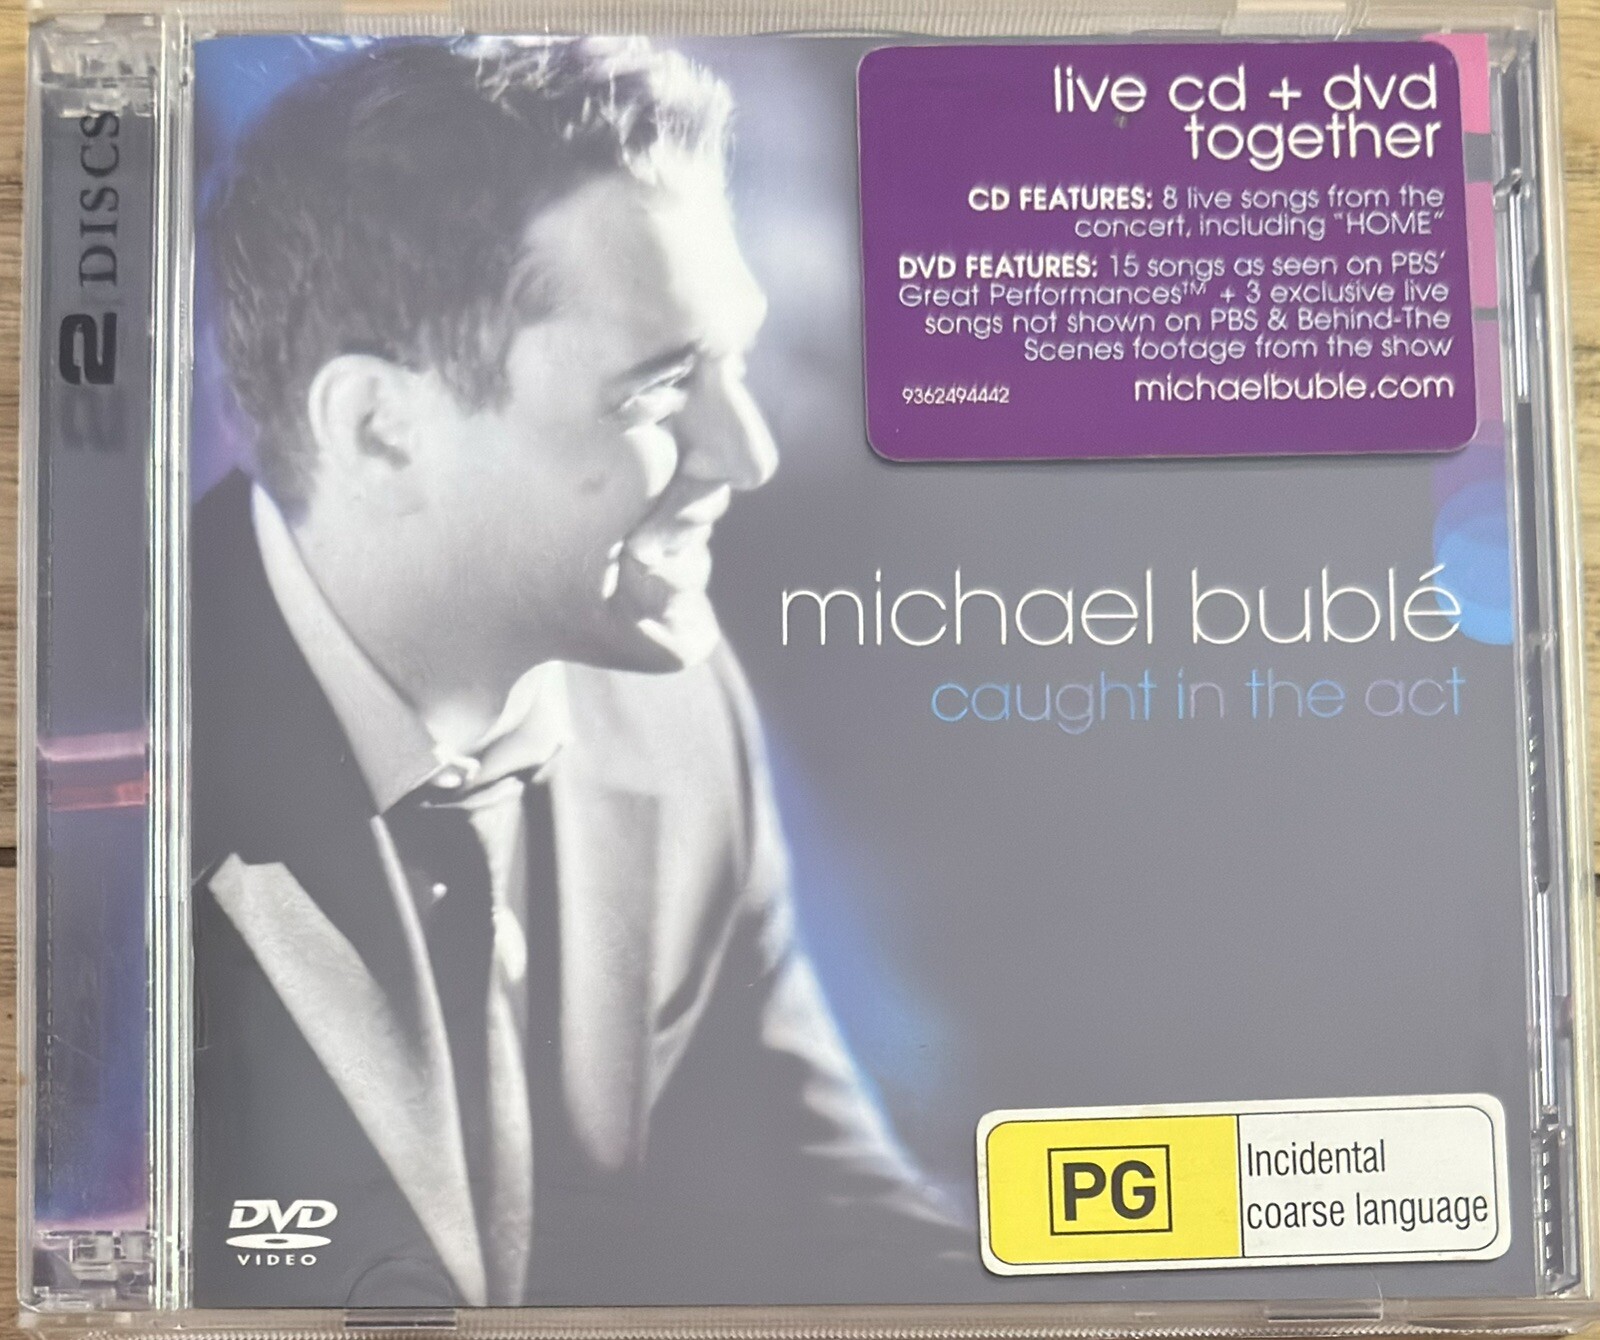 2 DISCS
live cd + dvd
together
CD FEATURES: 8 live songs from the
concert, including "HOME"
DVD FEATURES: 15 songs as seen on PBS'
Great Performances™ + 3 exclusive live
songs not shown on PBS & Behind-The
Scenes footage from the show
9362494442 michaelbuble.com
michael bublé
caught in the act
PG
Incidental
coarse language
DVD
VIDEO